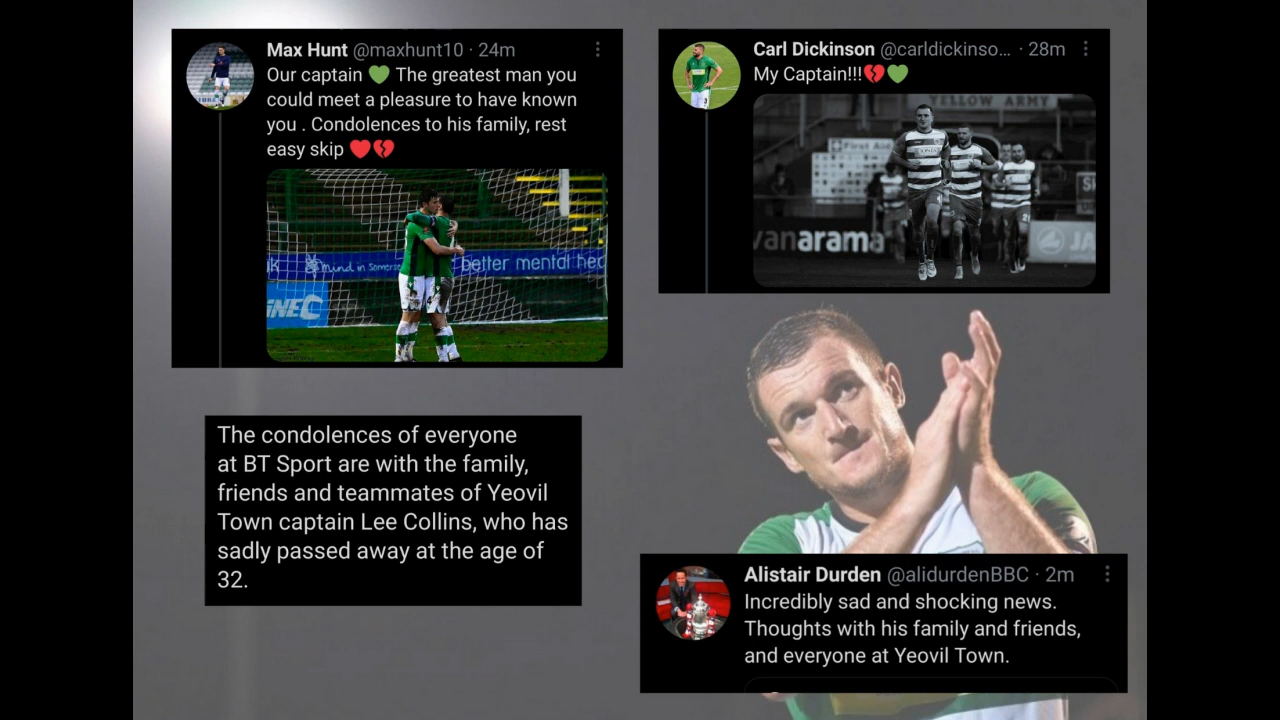 Max Hunt @maxhunt10 · 24m
Our captain 💚 The greatest man you
could meet a pleasure to have known
you . Condolences to his family, rest
easy skip ❤️💔
mind in Somerset
better mental hea
GNEC
Carl Dickinson @carldickinso... · 28m
My Captain!!!💔💚
YELLOW ARMY
First Aid
vanarama
JA
The condolences of everyone
at BT Sport are with the family,
friends and teammates of Yeovil
Town captain Lee Collins, who has
sadly passed away at the age of
32.
Alistair Durden @alidurdenBBC · 2m
Incredibly sad and shocking news.
Thoughts with his family and friends,
and everyone at Yeovil Town.